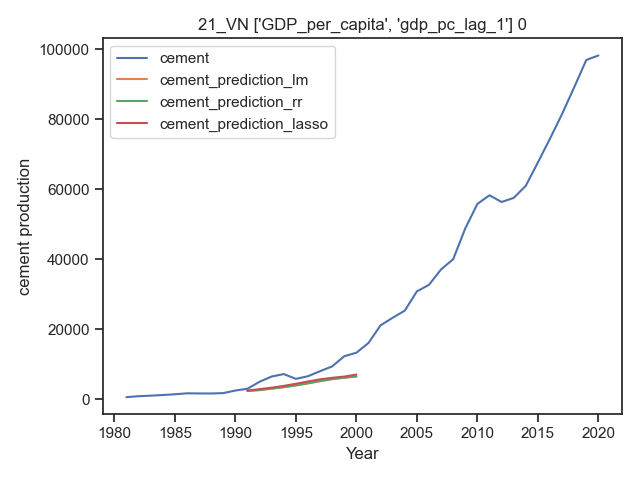 21_VN ['GDP_per_capita', 'gdp_pc_lag_1'] 0
100000
80000
60000
40000
20000
0
cement production
cement
cement_prediction_lm
cement_prediction_rr
cement_prediction_lasso
1980 1985 1990 1995 2000 2005 2010 2015 2020
Year